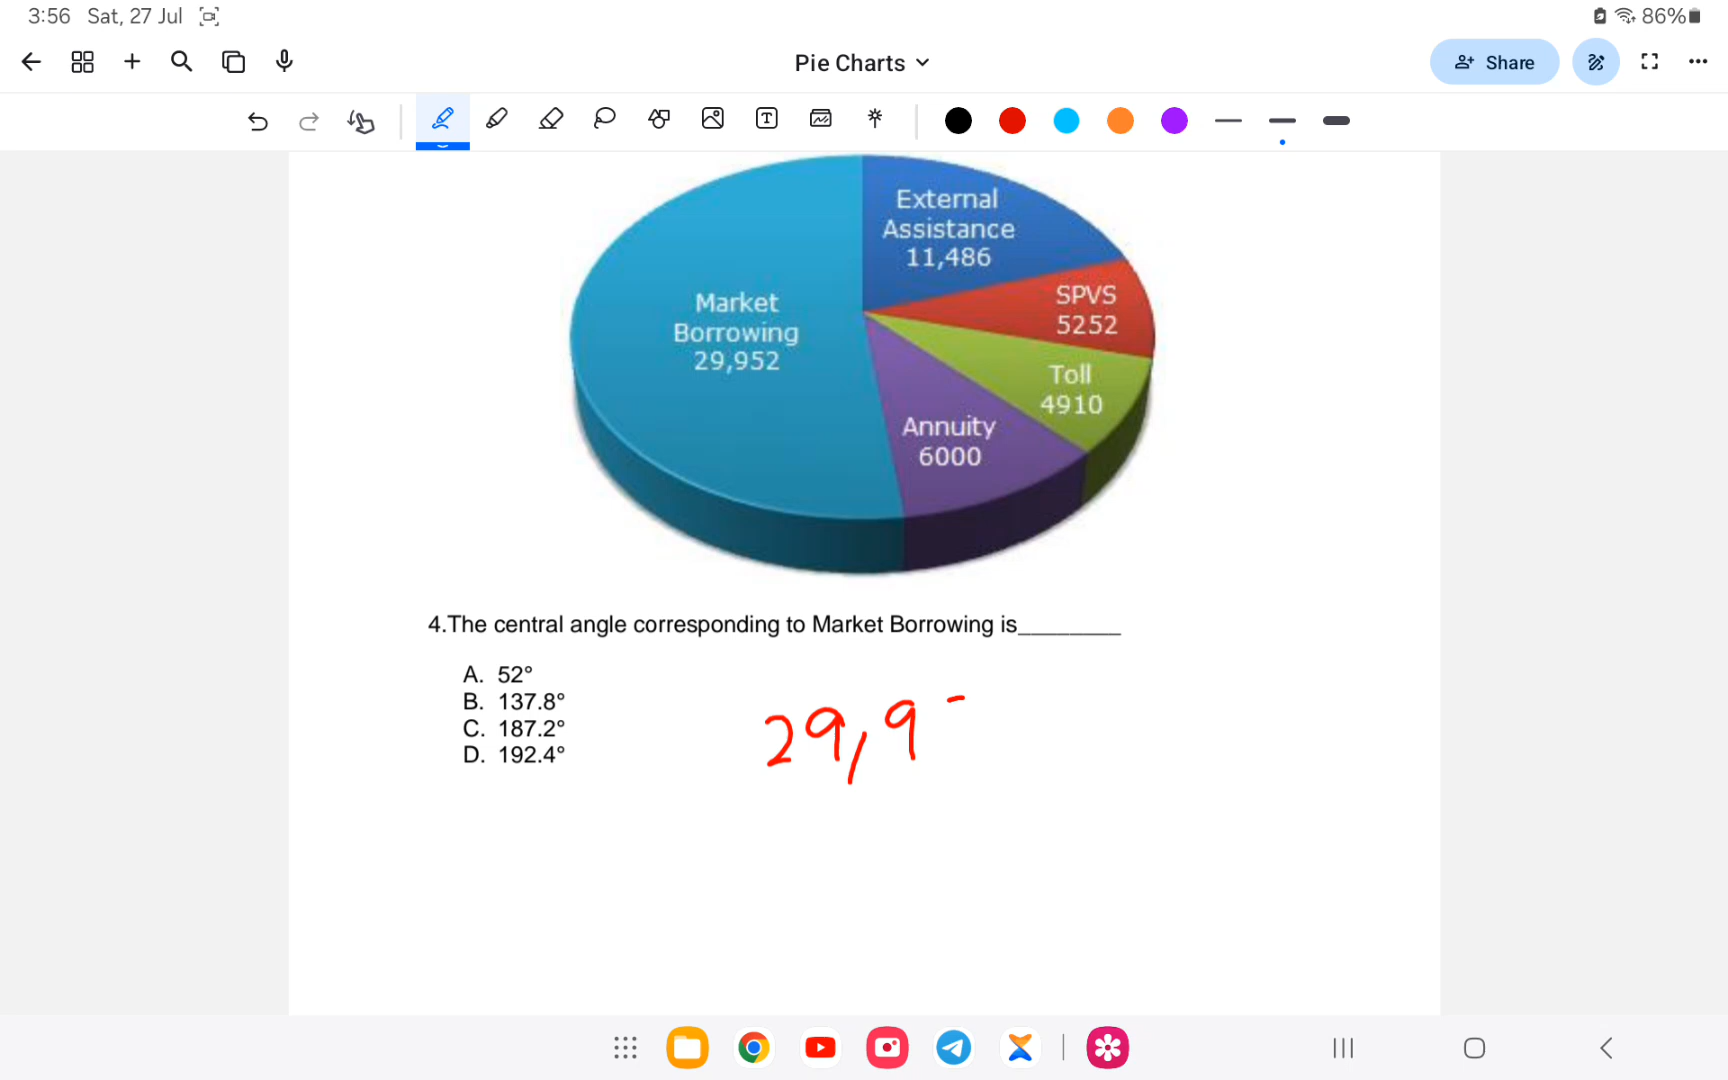 3:56 Sat, 27 Jul 86%
Pie Charts
Share
External
Assistance
11,486
SPVS
5252
Market
Borrowing
29,952
Toll
4910
Annuity
6000
4.The central angle corresponding to Market Borrowing is________
A. 52°
B. 137.8°
C. 187.2°
D. 192.4°
29,9